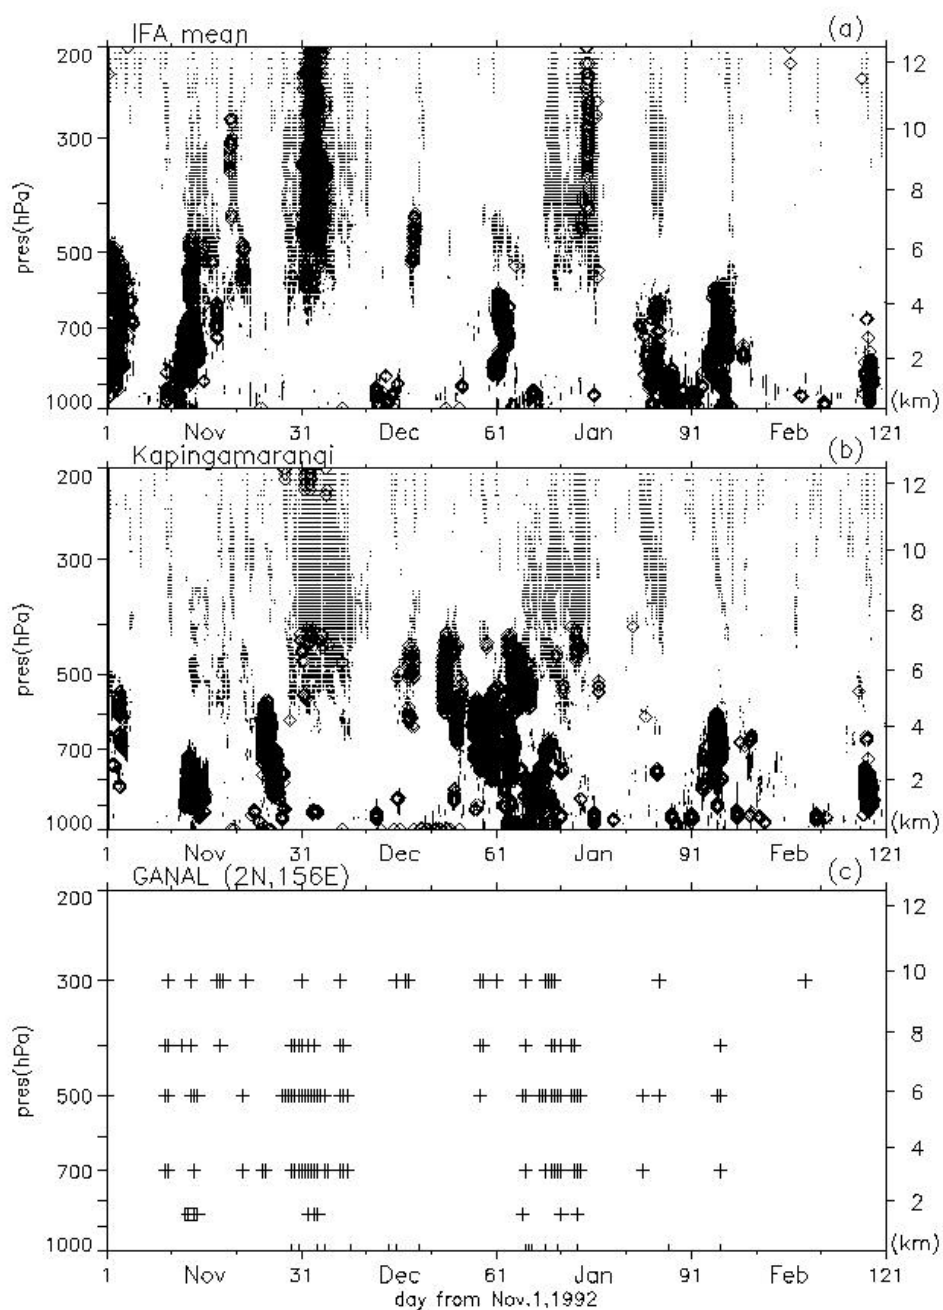 IFA mean (a)
200 12
10
300
8
pres(hPa)
500 6
4
700
2
1000 (km)
1 Nov 31 Dec 61 Jan 91 Feb 121
Kapingamarangi (b)
200 12
300 10
8
pres(hPa)
500 6
4
700
2
1000 (km)
1 Nov 31 Dec 61 Jan 91 Feb 121
GANAL (2N,156E) (c)
200 12
300 10
8
pres(hPa)
500 6
4
700
2
1000 (km)
1 Nov 31 Dec 61 Jan 91 Feb 121
day from Nov.1,1992